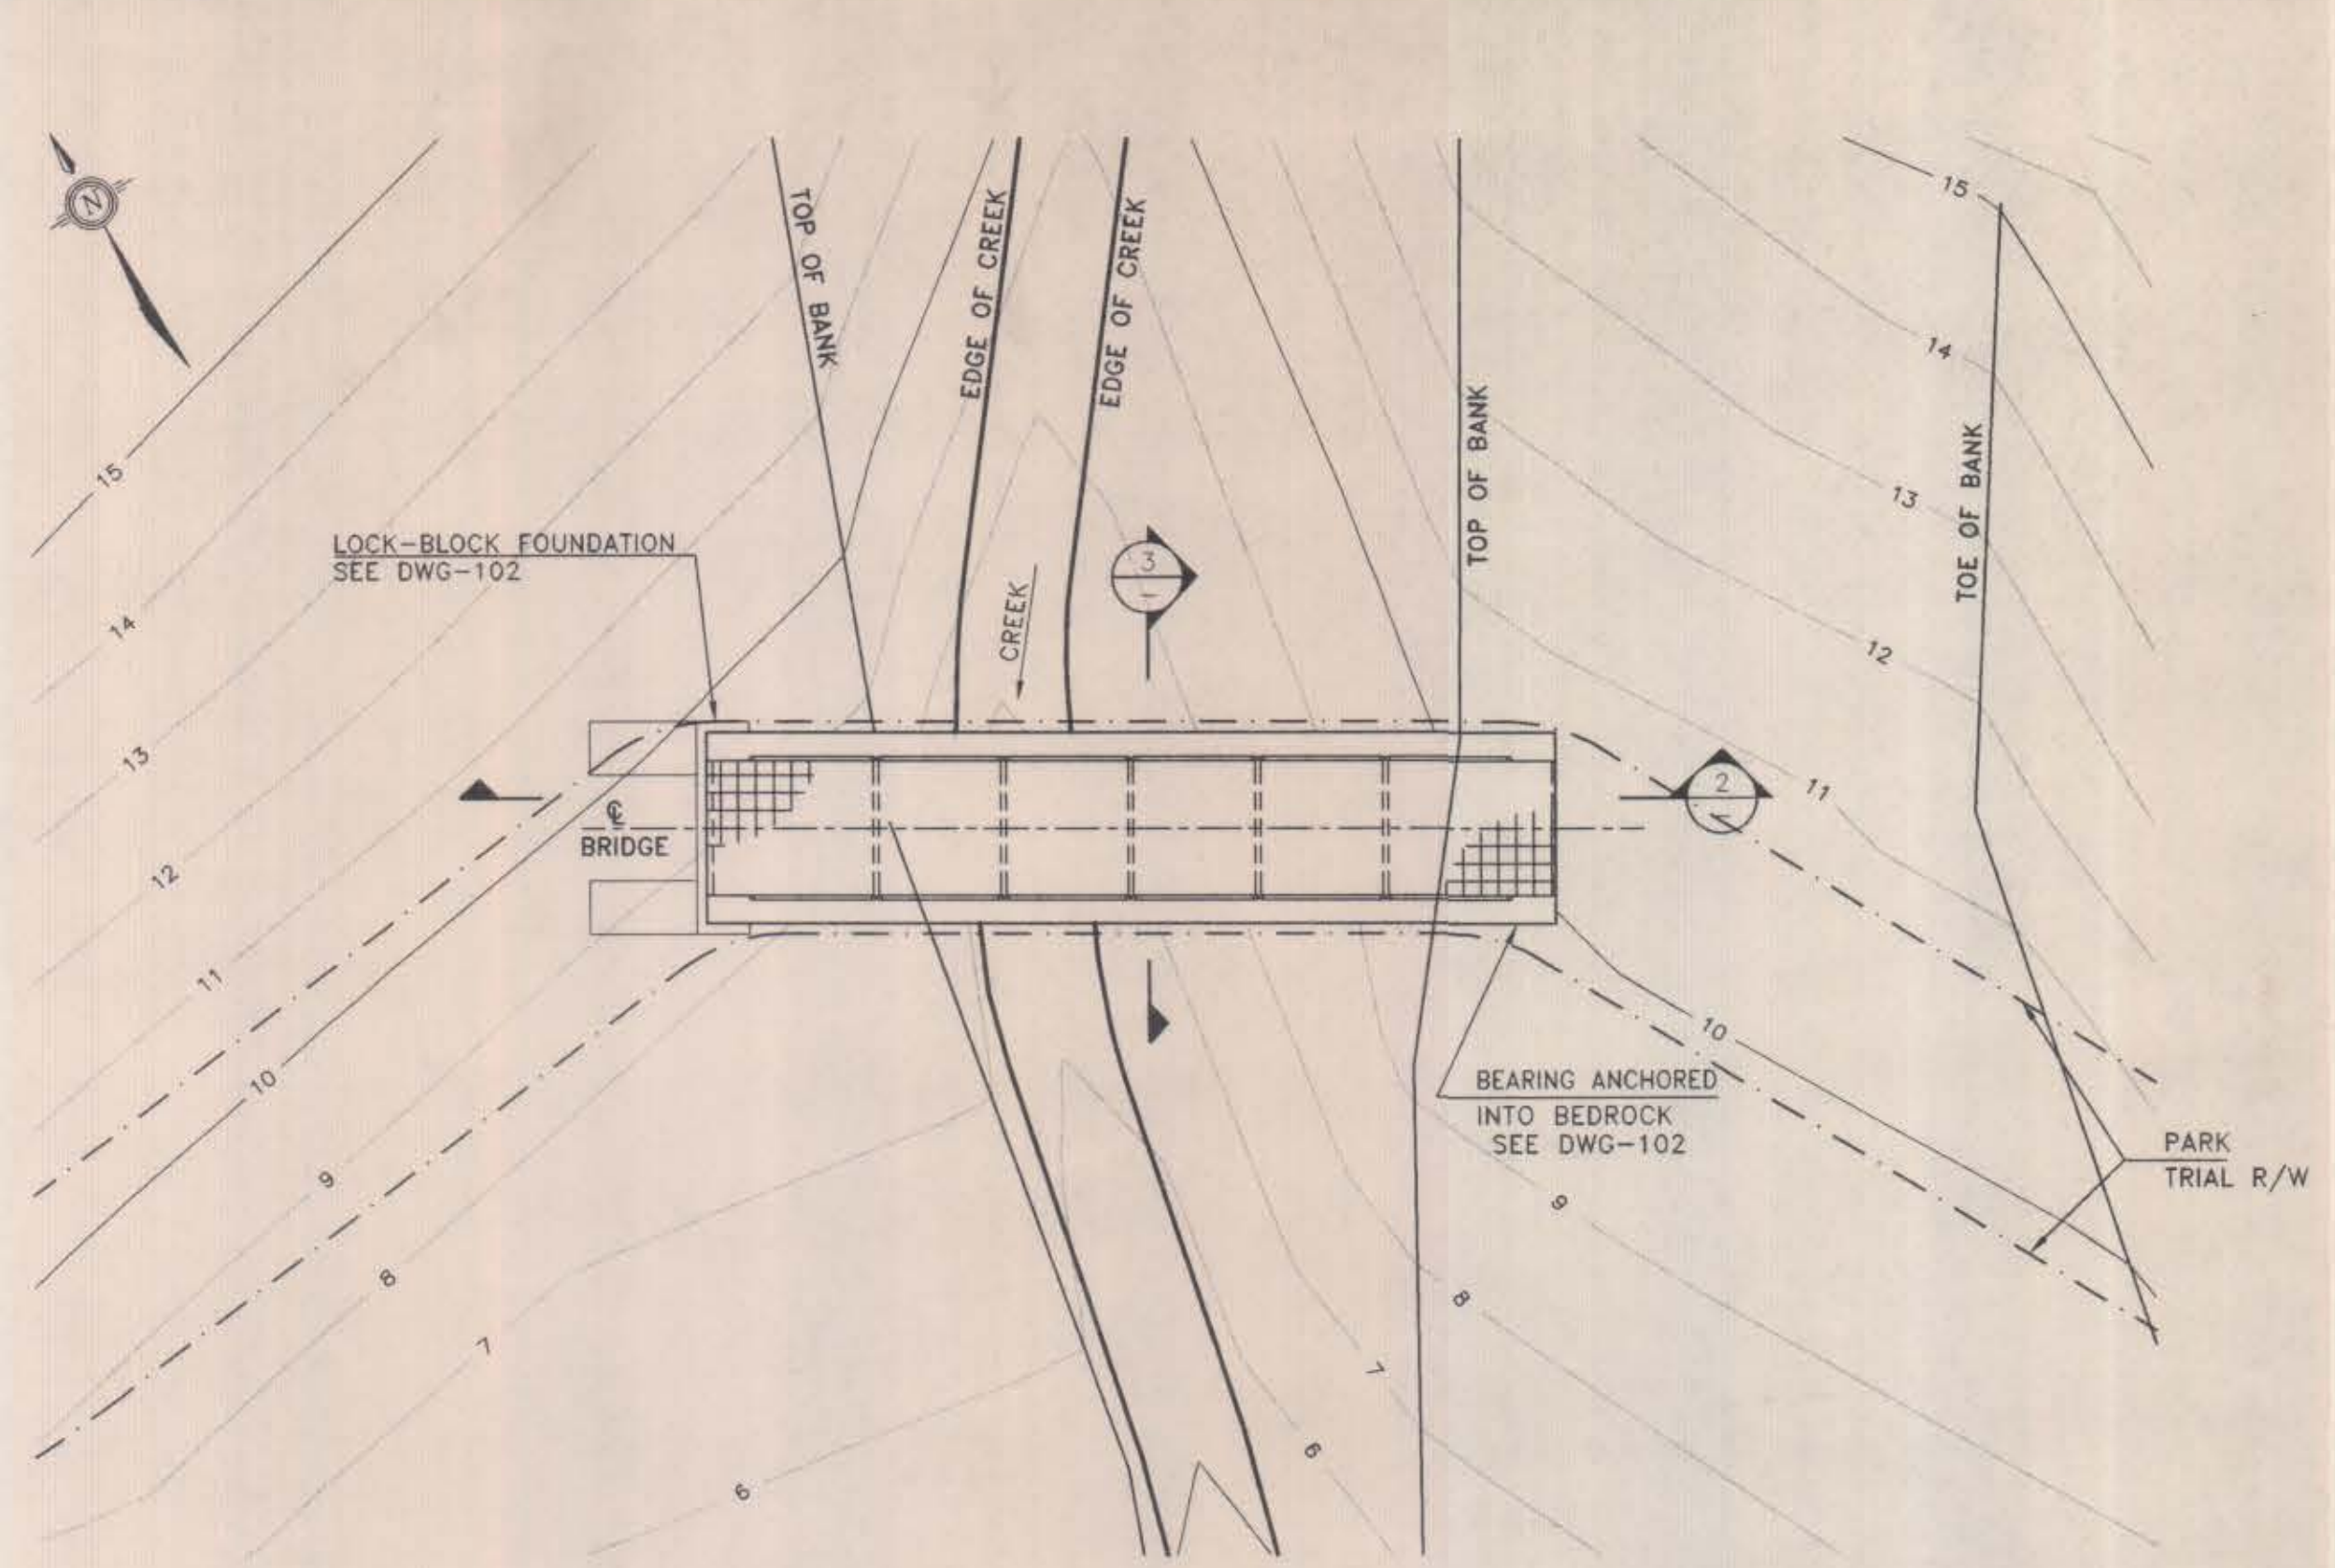 N
TOP OF BANK
EDGE OF CREEK
EDGE OF CREEK
15
14
TOP OF BANK
TOE OF BANK
15
13
LOCK-BLOCK FOUNDATION
SEE DWG-102
3
-
CREEK
14
12
13
2
-
11
℄
BRIDGE
12
11
10
10
BEARING ANCHORED
INTO BEDROCK
SEE DWG-102
PARK
TRIAL R/W
9
9
8
8
7
7
6
6